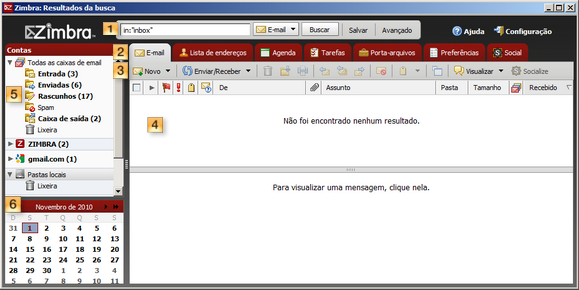 Zimbra: Resultados da busca
Zimbra
1
in:"inbox"
E-mail
Buscar
Salvar
Avançado
Ajuda
Configuração
Contas
2
E-mail
Lista de endereços
Agenda
Tarefas
Porta-arquivos
Preferências
Social
Todas as caixas de email
3
Novo
Enviar/Receber
Visualizar
Socialize
Entrada (3)
Enviadas (6)
De
Assunto
Pasta
Tamanho
Recebido
5
Rascunhos (17)
Spam
Caixa de saída (2)
Lixeira
4
Não foi encontrado nenhum resultado.
ZIMBRA (2)
gmail.com (1)
Pastas locais
Lixeira
Para visualizar uma mensagem, clique nela.
6
Novembro de 2010
D S T Q Q S S
31 1 2 3 4 5 6
7 8 9 10 11 12 13
14 15 16 17 18 19 20
21 22 23 24 25 26 27
28 29 30 1 2 3 4
5 6 7 8 9 10 11